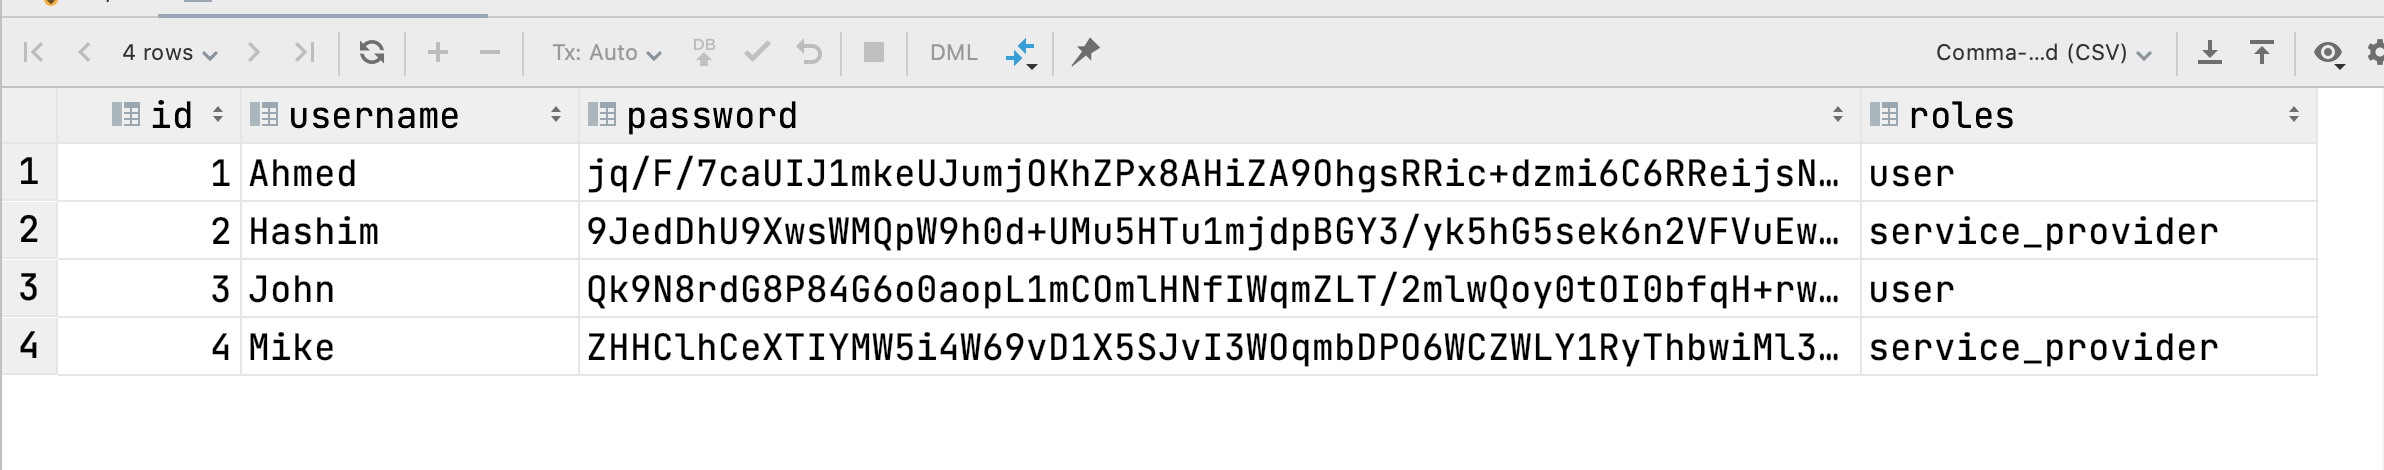 4 rows Tx: Auto DB DML Comma-...d (CSV)
id username password roles
1 1 Ahmed jq/F/7caUIJ1mkeUJumjOKhZPx8AHiZA9OhgsRRic+dzmi6C6RReijsN… user
2 2 Hashim 9JedDhU9XwsWMQpW9h0d+UMu5HTu1mjdpBGY3/yk5hG5sek6n2VFVuEw… service_provider
3 3 John Qk9N8rdG8P84G6o0aopL1mCOmlHNfIWqmZLT/2mlwQoy0tOI0bfqH+rw… user
4 4 Mike ZHHClhCeXTIYMW5i4W69vD1X5SJvI3WOqmbDPO6WCZWLY1RyThbwiMl3… service_provider